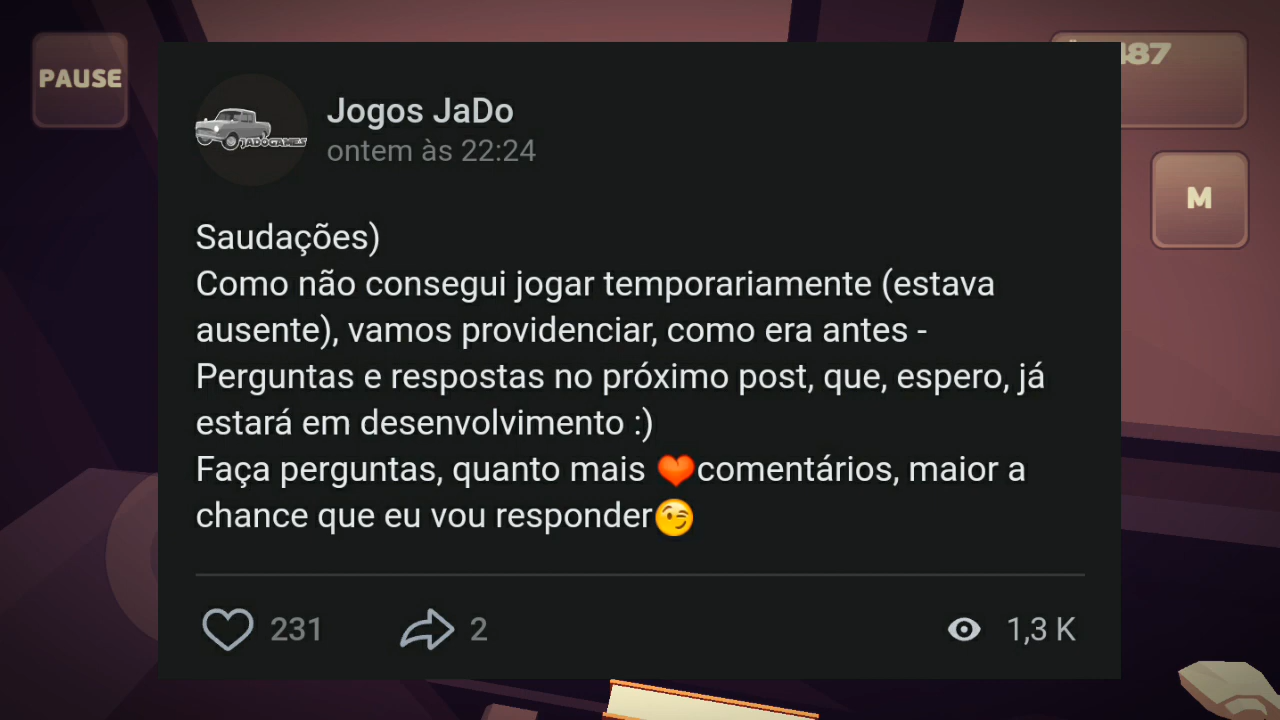 PAUSE
487
M
JADOGAMES
Jogos JaDo
ontem às 22:24
Saudações)
Como não consegui jogar temporariamente (estava
ausente), vamos providenciar, como era antes -
Perguntas e respostas no próximo post, que, espero, já
estará em desenvolvimento :)
Faça perguntas, quanto mais ❤️comentários, maior a
chance que eu vou responder😉
231
2
1,3 K